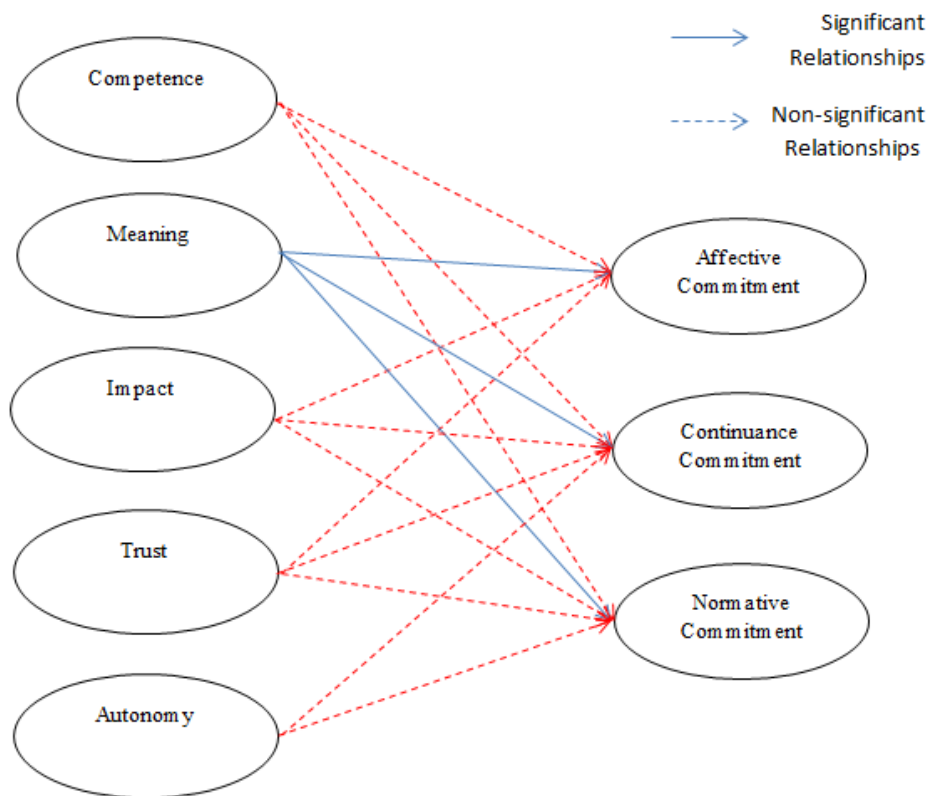 Significant
Relationships
Non-significant
Relationships
Competence
Meaning
Impact
Trust
Autonomy
Affective
Commitment
Continuance
Commitment
Normative
Commitment